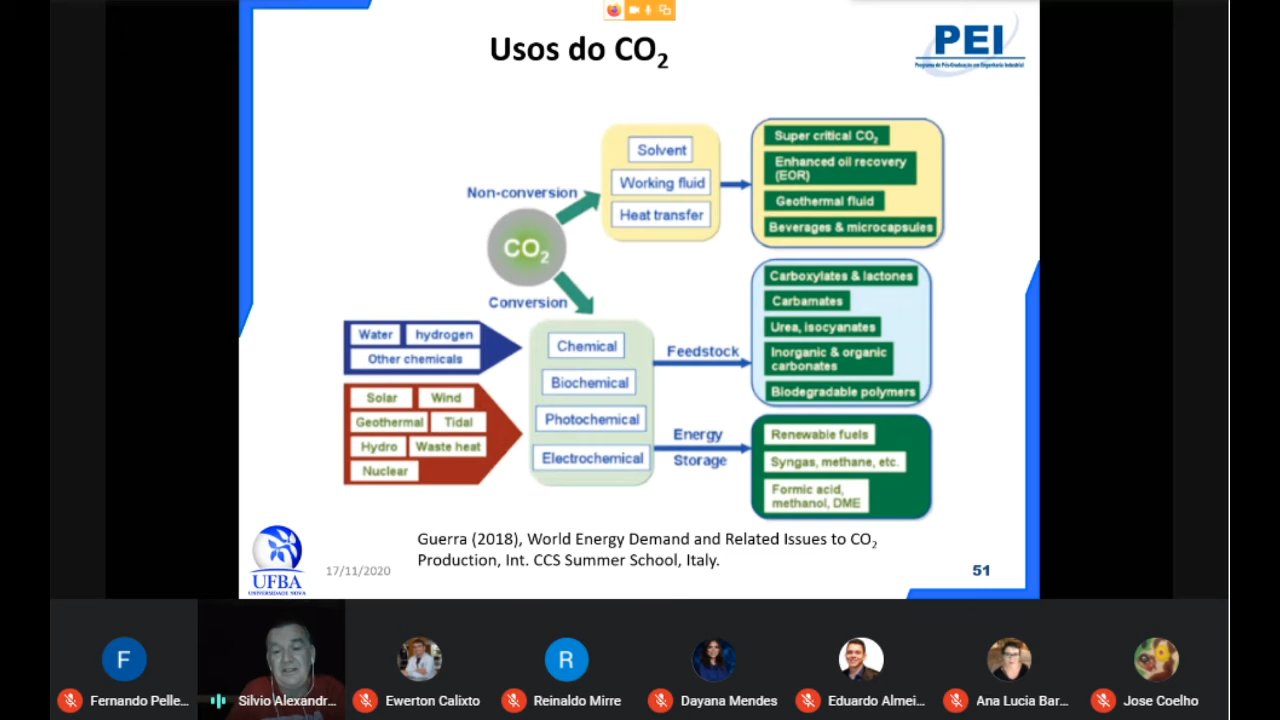 Usos do CO₂
PEI
Programa de Pós-Graduação em Engenharia Industrial
Non-conversion
CO₂
Conversion
Solvent
Working fluid
Heat transfer
Super critical CO₂
Enhanced oil recovery
(EOR)
Geothermal fluid
Beverages & microcapsules
Water
hydrogen
Other chemicals
Solar
Wind
Geothermal
Tidal
Hydro
Waste heat
Nuclear
Chemical
Biochemical
Photochemical
Electrochemical
Feedstock
Carboxylates & lactones
Carbamates
Urea, isocyanates
Inorganic & organic
carbonates
Biodegradable polymers
Energy
Storage
Renewable fuels
Syngas, methane, etc.
Formic acid,
methanol, DME
Guerra (2018), World Energy Demand and Related Issues to CO₂
Production, Int. CCS Summer School, Italy.
UFBA
UNIVERSIDADE NOVA
17/11/2020
51
F
Fernando Pelle...
Silvio Alexandr...
Ewerton Calixto
R
Reinaldo Mirre
Dayana Mendes
Eduardo Almei...
Ana Lucia Bar...
Jose Coelho